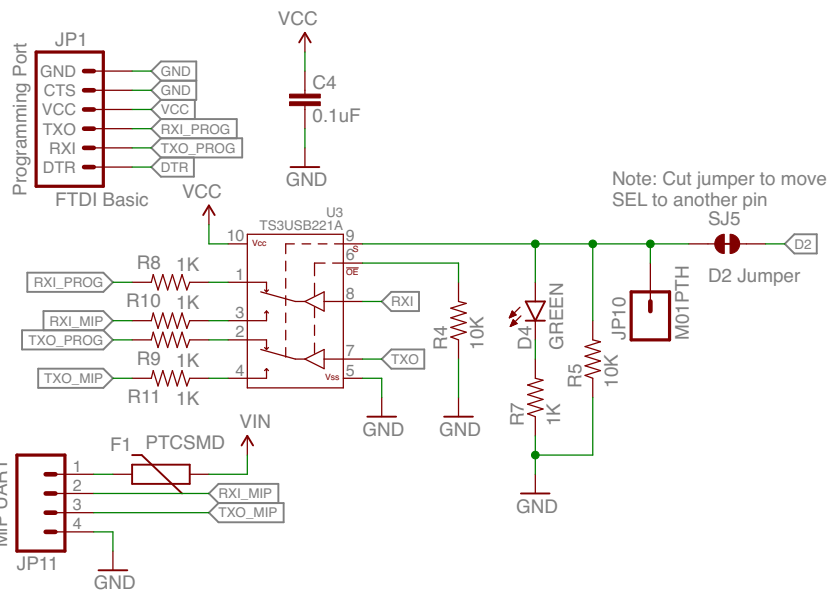 VCC
JP1
Programming Port
GND
GND
CTS
GND
VCC
VCC
TXO
RXI_PROG
RXI
TXO_PROG
DTR
DTR
FTDI Basic
C4
0.1uF
GND
Note: Cut jumper to move
SEL to another pin
SJ5
D2
D2 Jumper
VCC
U3
TS3USB221A
10
Vcc
9
S
6
OE
RXI_PROG
R8
1K
1
8
RXI
R10
1K
RXI_MIP
3
TXO_PROG
2
7
TXO
R9
1K
TXO_MIP
4
5
Vss
R11
1K
GND
R4
10K
GND
D4
GREEN
R7
1K
R5
10K
GND
JP10
M01PTH
MIP UART
F1
PTCSMD
VIN
1
2
RXI_MIP
3
TXO_MIP
4
JP11
GND